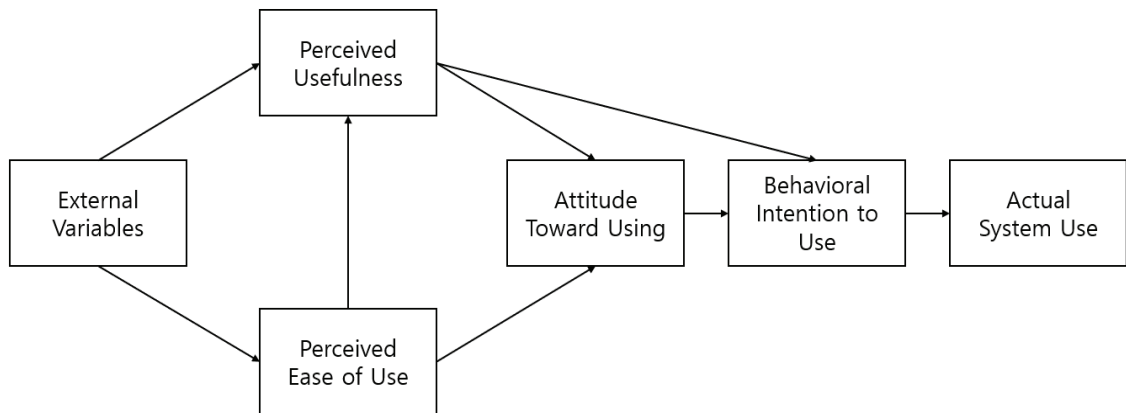 Perceived
Usefulness
External
Variables
Attitude
Toward Using
Behavioral
Intention to
Use
Actual
System Use
Perceived
Ease of Use